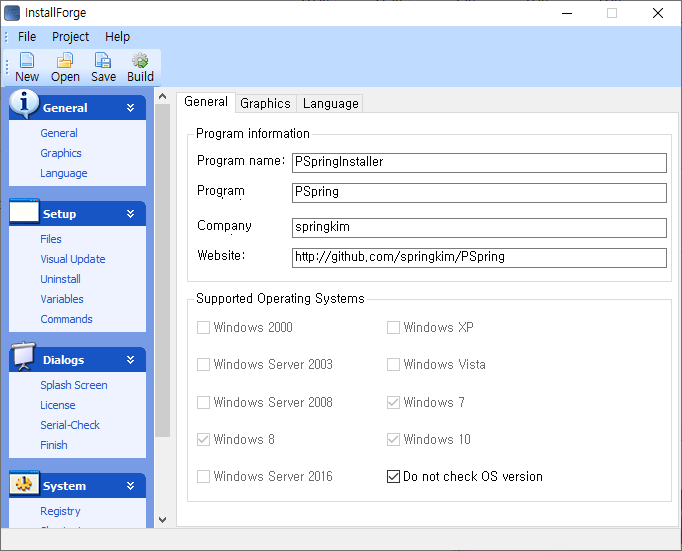 InstallForge
File Project Help
New Open Save Build
General
General
Graphics
Language
Setup
Files
Visual Update
Uninstall
Variables
Commands
Dialogs
Splash Screen
License
Serial-Check
Finish
System
Registry
General Graphics Language
Program information
Program name: PSpringInstaller
Program PSpring
Company springkim
Website: http://github.com/springkim/PSpring
Supported Operating Systems
Windows 2000 Windows XP
Windows Server 2003 Windows Vista
Windows Server 2008 Windows 7
Windows 8 Windows 10
Windows Server 2016 Do not check OS version